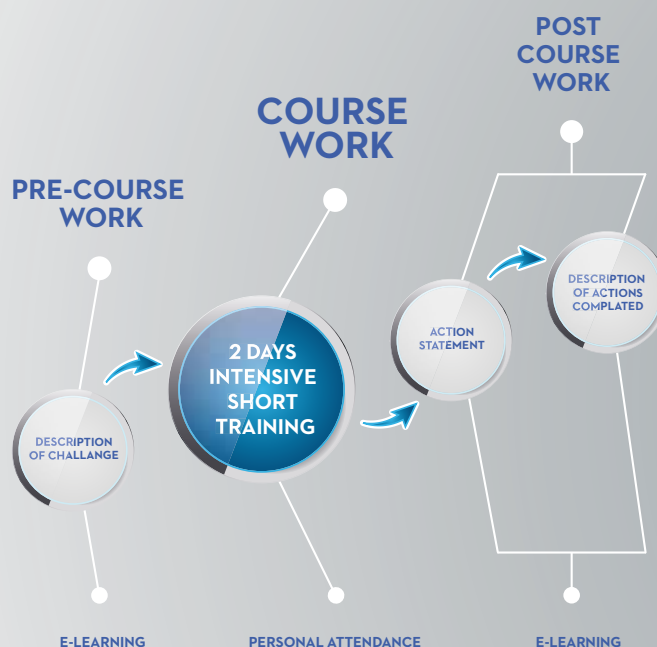 PRE-COURSE
WORK
COURSE
WORK
POST
COURSE
WORK
DESCRIPTION
OF CHALLANGE
2 DAYS
INTENSIVE
SHORT
TRAINING
ACTION
STATEMENT
DESCRIPTION
OF ACTIONS
COMPLATED
E-LEARNING
PERSONAL ATTENDANCE
E-LEARNING